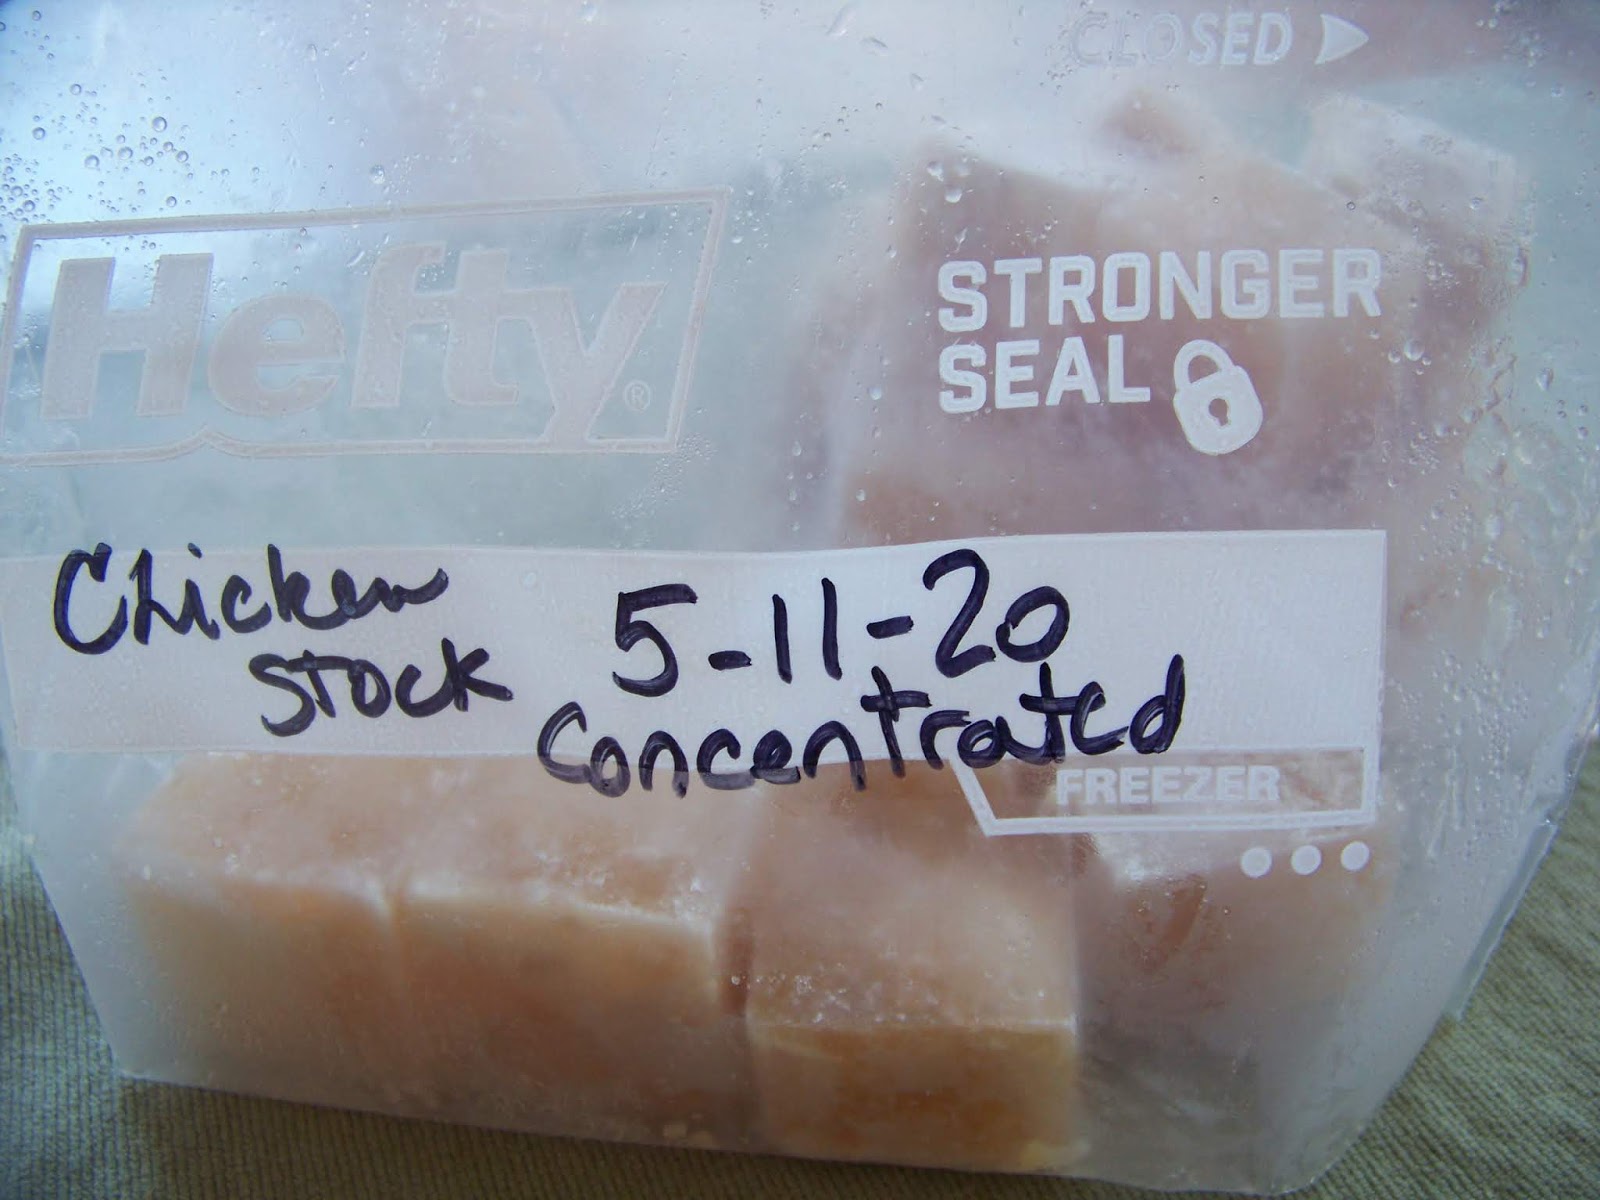 CLOSED
Hefty®
STRONGER
SEAL
Chicken
Stock
5-11-20
Concentrated
FREEZER